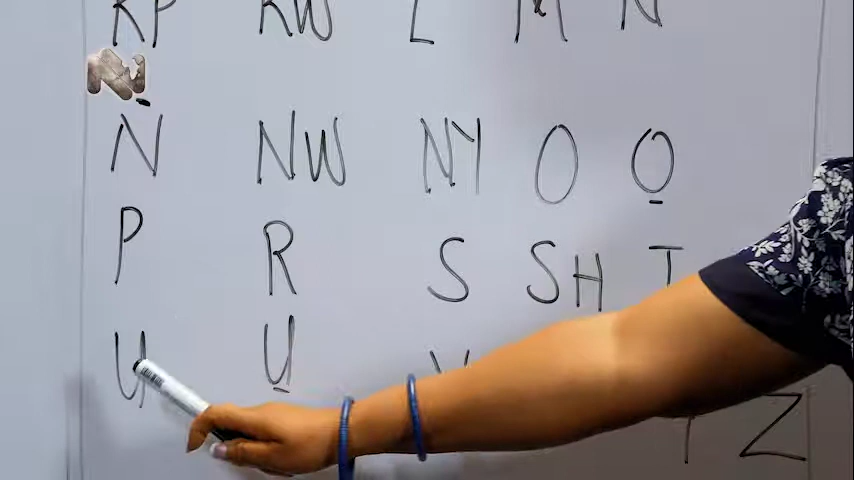 KP KW L M N
N NW NY O O̱
P R S SH T
U U̱ V Z